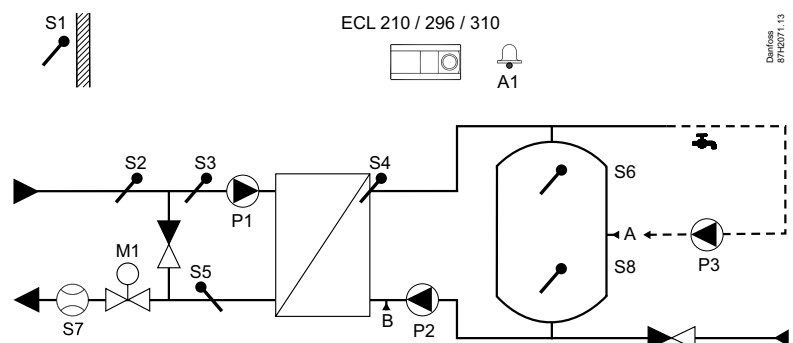 S1
ECL 210 / 296 / 310
A1
Danfoss
87H2071.13
S2
S3
S4
S6
P1
M1
A
P3
S5
S8
S7
B
P2